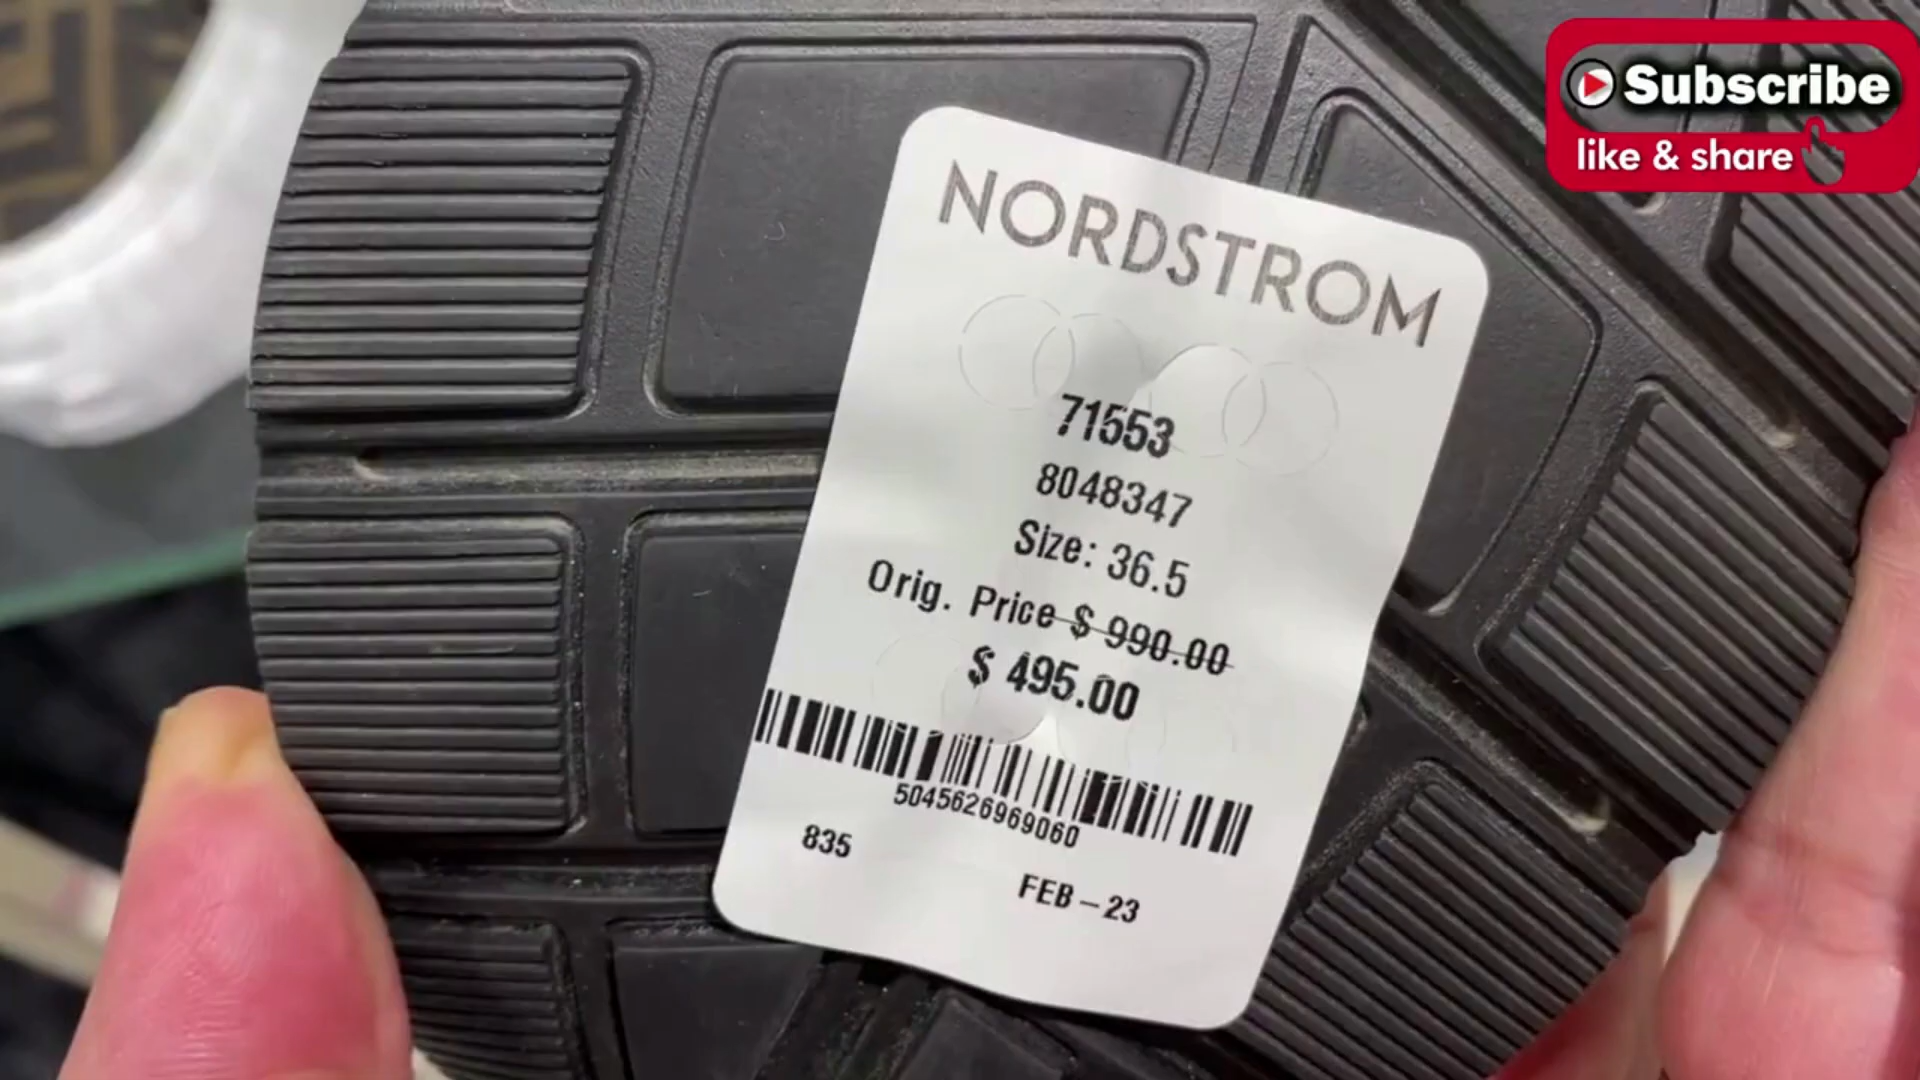 Subscribe
like & share
NORDSTROM
71553
8048347
Size: 36.5
Orig. Price $ 990.00
$ 495.00
5045626969060
835
FEB-23